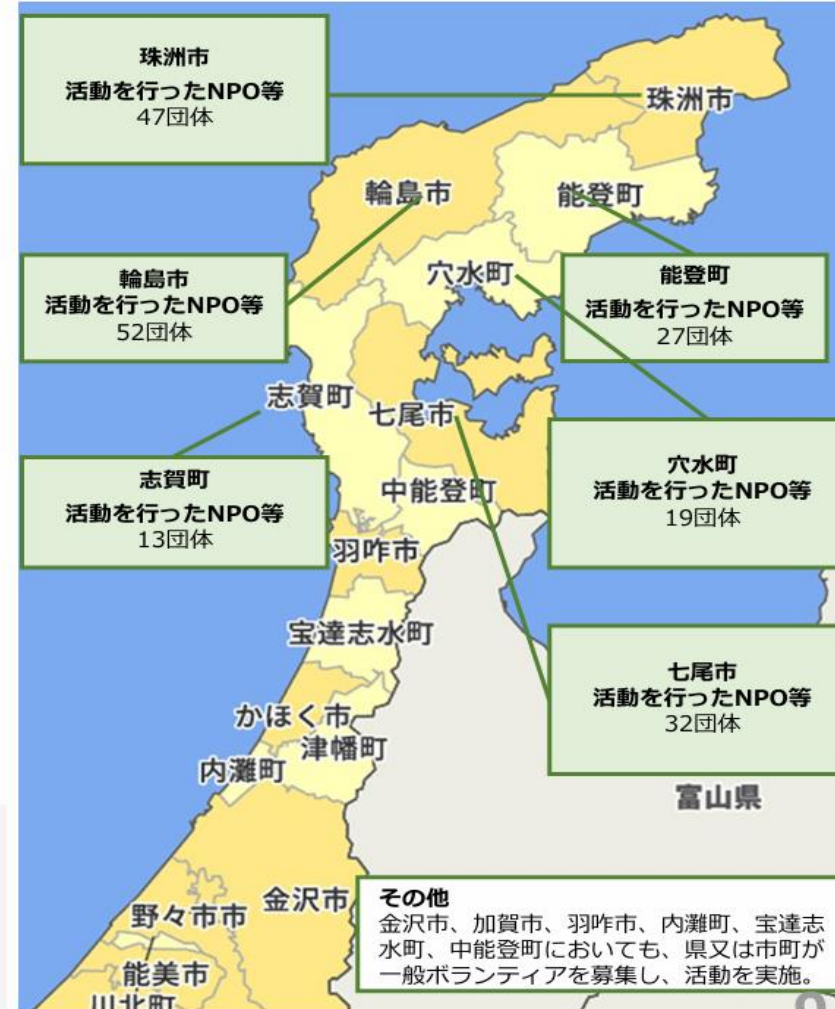 珠洲市
活動を行ったNPO等
47団体
珠洲市
輪島市
能登町
輪島市
活動を行ったNPO等
52団体
穴水町
能登町
活動を行ったNPO等
27団体
志賀町
七尾市
志賀町
活動を行ったNPO等
13団体
中能登町
穴水町
活動を行ったNPO等
19団体
羽咋市
宝達志水町
七尾市
活動を行ったNPO等
32団体
かほく市
津幡町
内灘町
富山県
金沢市
野々市市
その他
金沢市、加賀市、羽咋市、内灘町、宝達志
水町、中能登町においても、県又は市町が
一般ボランティアを募集し、活動を実施。
能美市
川北町
9